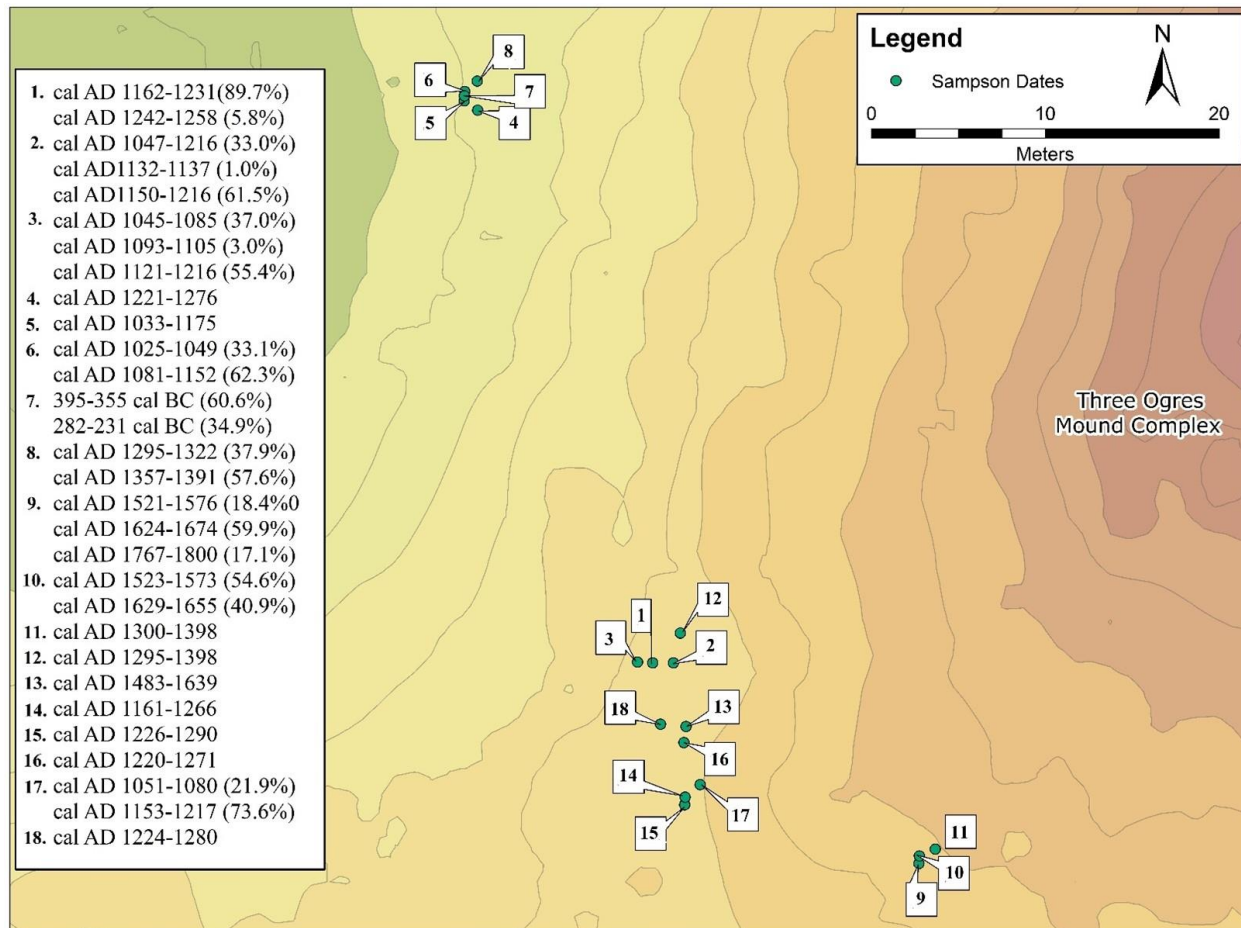 1. cal AD 1162-1231(89.7%)
cal AD 1242-1258 (5.8%)
2. cal AD 1047-1216 (33.0%)
cal AD1132-1137 (1.0%)
cal AD1150-1216 (61.5%)
3. cal AD 1045-1085 (37.0%)
cal AD 1093-1105 (3.0%)
cal AD 1121-1216 (55.4%)
4. cal AD 1221-1276
5. cal AD 1033-1175
6. cal AD 1025-1049 (33.1%)
cal AD 1081-1152 (62.3%)
7. 395-355 cal BC (60.6%)
282-231 cal BC (34.9%)
8. cal AD 1295-1322 (37.9%)
cal AD 1357-1391 (57.6%)
9. cal AD 1521-1576 (18.4%0
cal AD 1624-1674 (59.9%)
cal AD 1767-1800 (17.1%)
10. cal AD 1523-1573 (54.6%)
cal AD 1629-1655 (40.9%)
11. cal AD 1300-1398
12. cal AD 1295-1398
13. cal AD 1483-1639
14. cal AD 1161-1266
15. cal AD 1226-1290
16. cal AD 1220-1271
17. cal AD 1051-1080 (21.9%)
cal AD 1153-1217 (73.6%)
18. cal AD 1224-1280
8
6
7
5
4
Legend
Sampson Dates
N
0 10 20
Meters
Three Ogres
Mound Complex
12
1
3
2
18
13
16
14
17
15
11
10
9